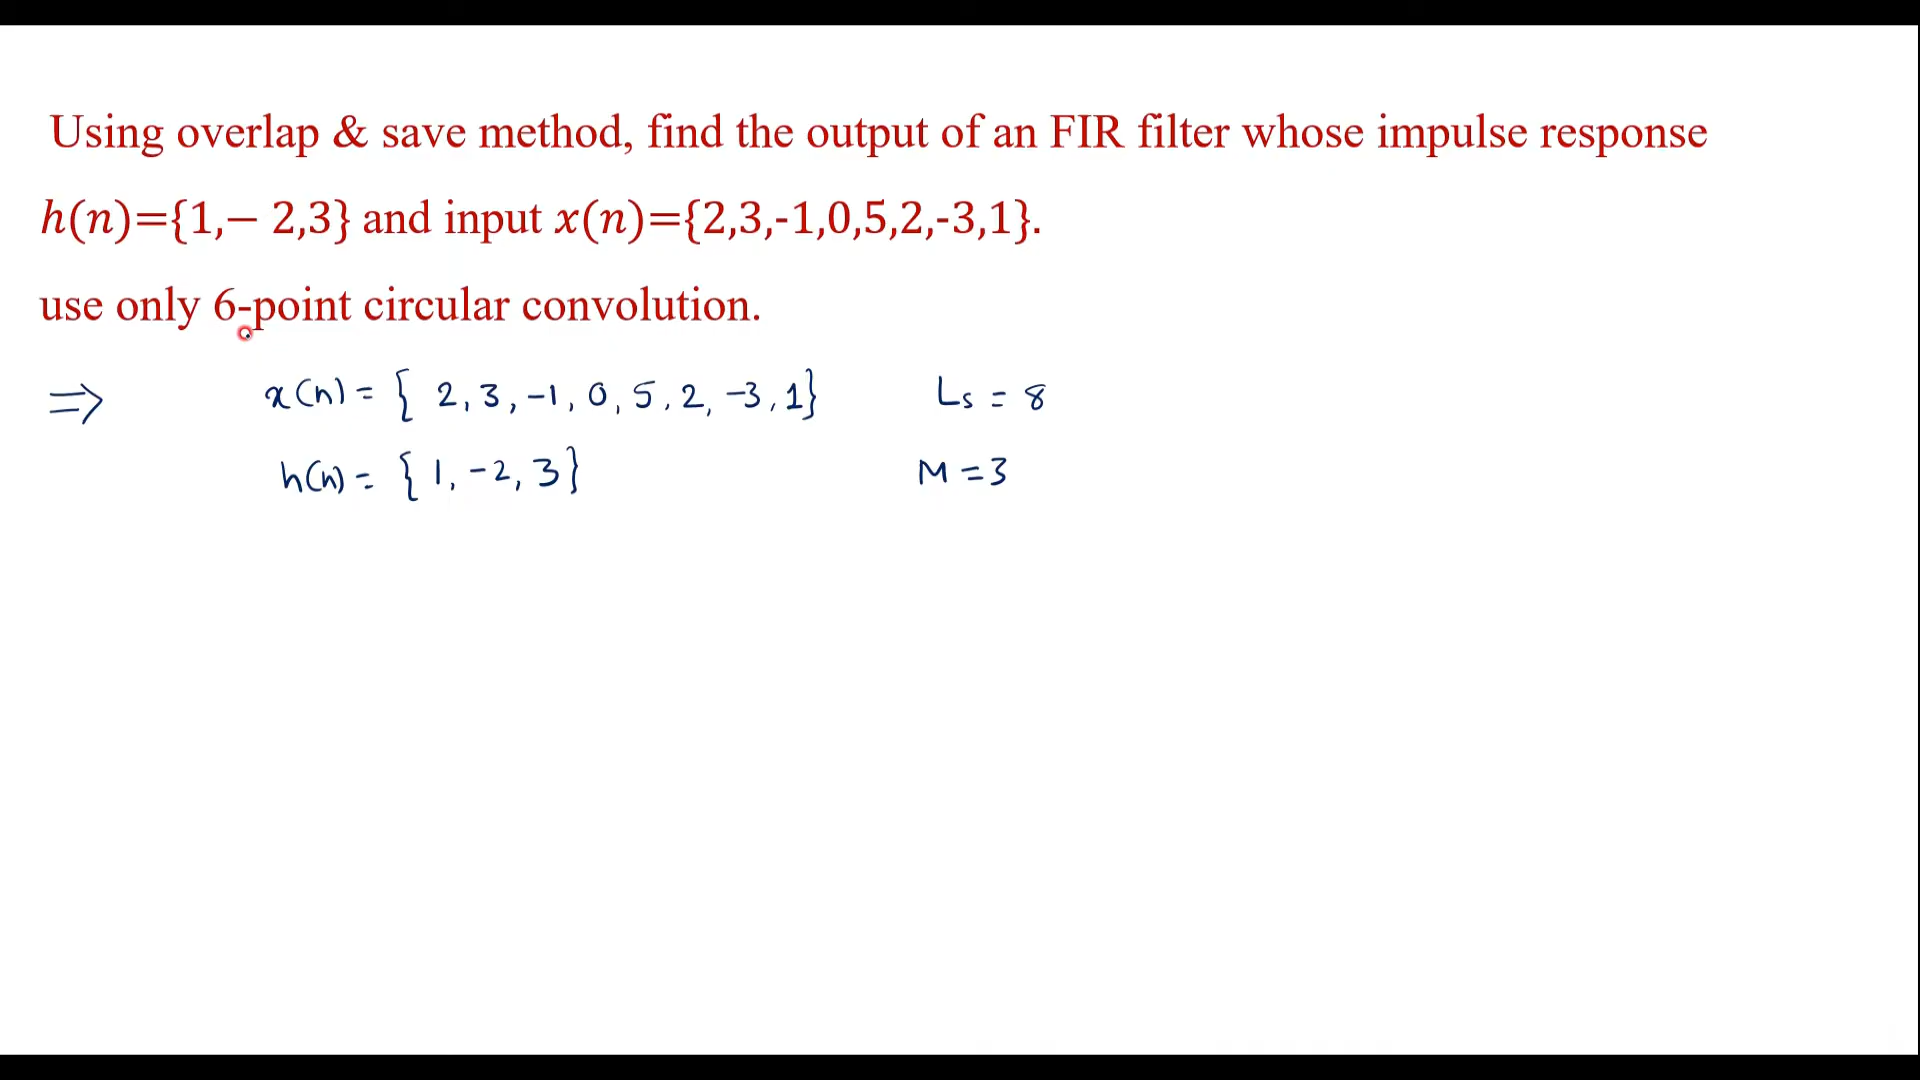 Using overlap & save method, find the output of an FIR filter whose impulse response
h(n)={1,− 2,3} and input x(n)={2,3,-1,0,5,2,-3,1}.
use only 6-point circular convolution.
⇒ x(n) = { 2, 3, -1, 0, 5, 2, -3, 1} Ls = 8
h(n) = { 1, -2, 3} M = 3